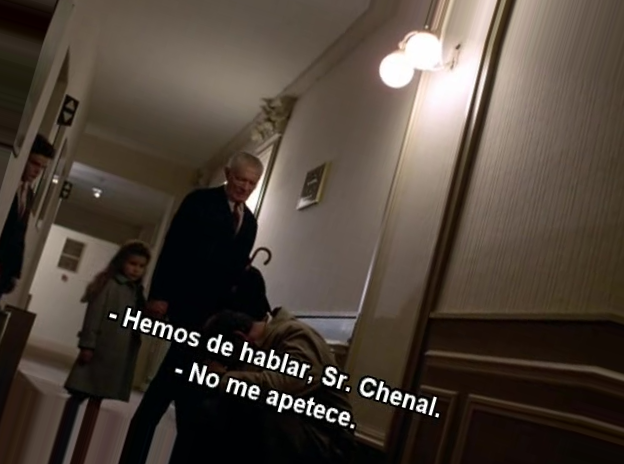 - Hemos de hablar, Sr. Chenal.
- No me apetece.